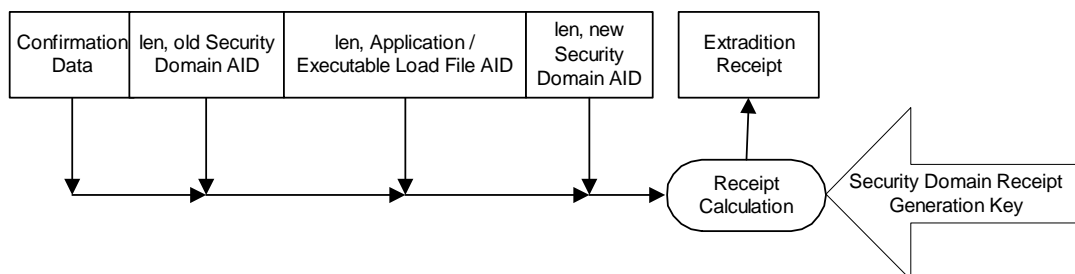 Confirmation
Data
len, old Security
Domain AID
len, Application /
Executable Load File AID
len, new
Security
Domain AID
Extradition
Receipt
Receipt
Calculation
Security Domain Receipt
Generation Key